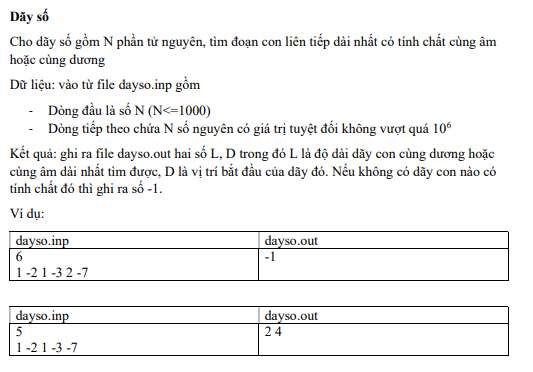 Dãy số
Cho dãy số gồm N phần tử nguyên, tìm đoạn con liên tiếp dài nhất có tính chất cùng âm
hoặc cùng dương
Dữ liệu: vào từ file dayso.inp gồm
- Dòng đầu là số N (N<=1000)
- Dòng tiếp theo chứa N số nguyên có giá trị tuyệt đối không vượt quá 10⁶
Kết quả: ghi ra file dayso.out hai số L, D trong đó L là độ dài dãy con cùng dương hoặc
cùng âm dài nhất tìm được, D là vị trí bắt đầu của dãy đó. Nếu không có dãy con nào có
tính chất đó thì ghi ra số -1.
Ví dụ:
dayso.inp dayso.out
6 -1
1 -2 1 -3 2 -7
dayso.inp dayso.out
5 2 4
1 -2 1 -3 -7